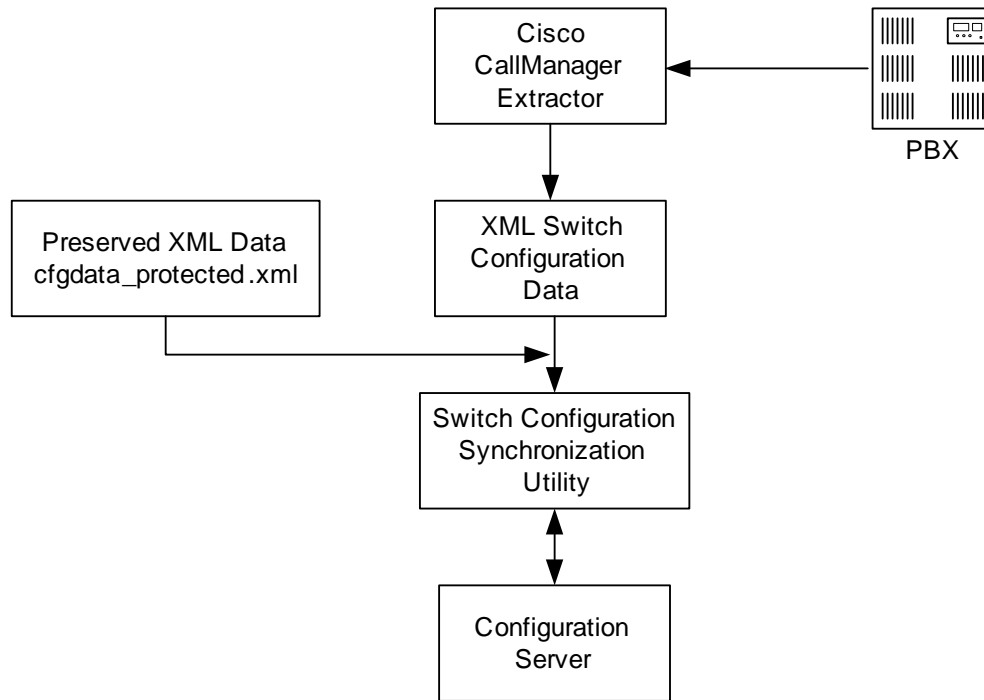 Cisco
CallManager
Extractor
PBX
Preserved XML Data
cfgdata_protected.xml
XML Switch
Configuration
Data
Switch Configuration
Synchronization
Utility
Configuration
Server